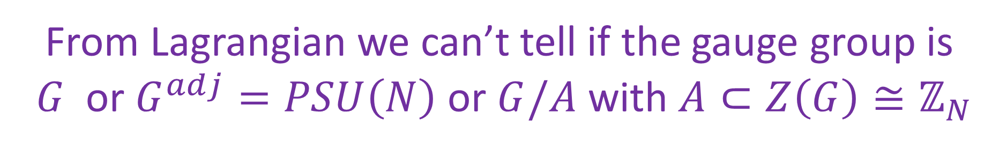 From Lagrangian we can’t tell if the gauge group is
G or G^{adj} = PSU(N) or G/A with A ⊂ Z(G) ≅ ℤ_N